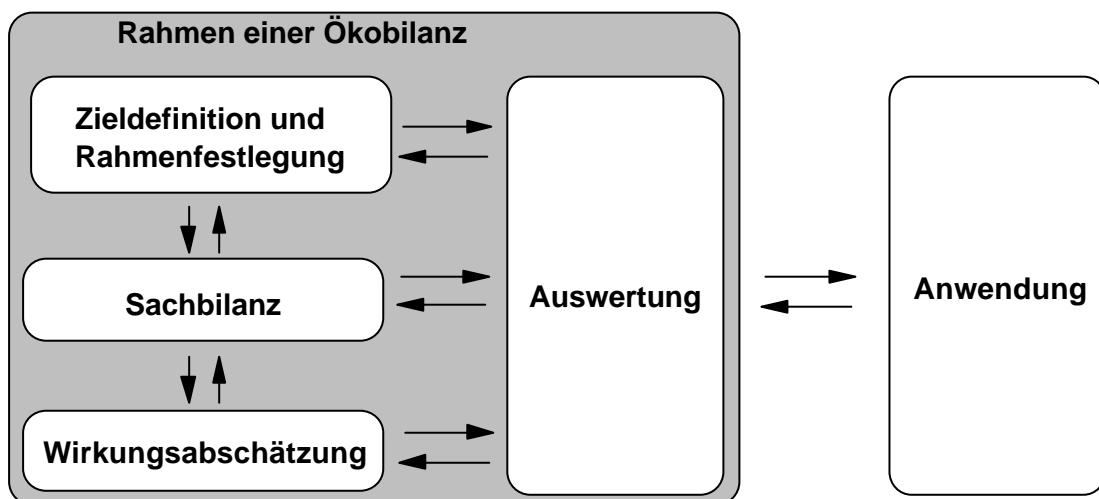 Rahmen einer Ökobilanz
Zieldefinition und
Rahmenfestlegung
Sachbilanz
Wirkungsabschätzung
Auswertung
Anwendung